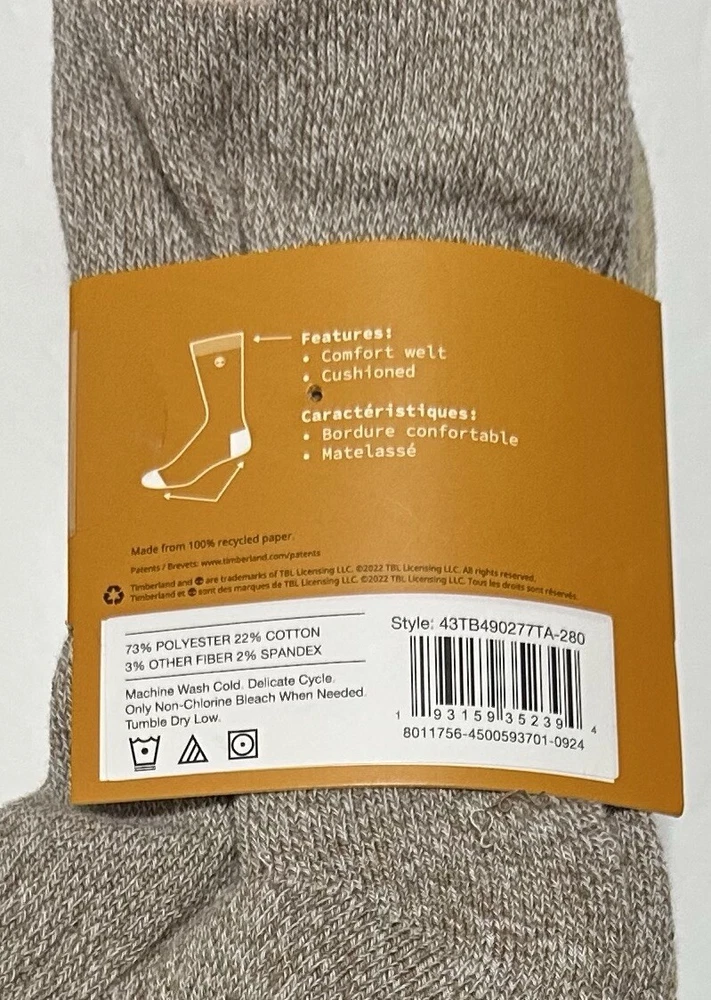 Features:
• Comfort welt
• Cushioned
Caractéristiques:
• Bordure confortable
• Matelassé
Made from 100% recycled paper.
Patents / Brevets: www.timberland.com/patents
Timberland and are trademarks of TBL Licensing LLC. ©2022 TBL Licensing LLC. All rights reserved.
Timberland et sont des marques de TBL Licensing LLC. ©2022 TBL Licensing LLC. Tous les droits sont réservés.
73% POLYESTER 22% COTTON
3% OTHER FIBER 2% SPANDEX
Machine Wash Cold. Delicate Cycle.
Only Non-Chlorine Bleach When Needed.
Tumble Dry Low.
Style: 43TB490277TA-280
1 93159 35239 4
8011756-4500593701-0924